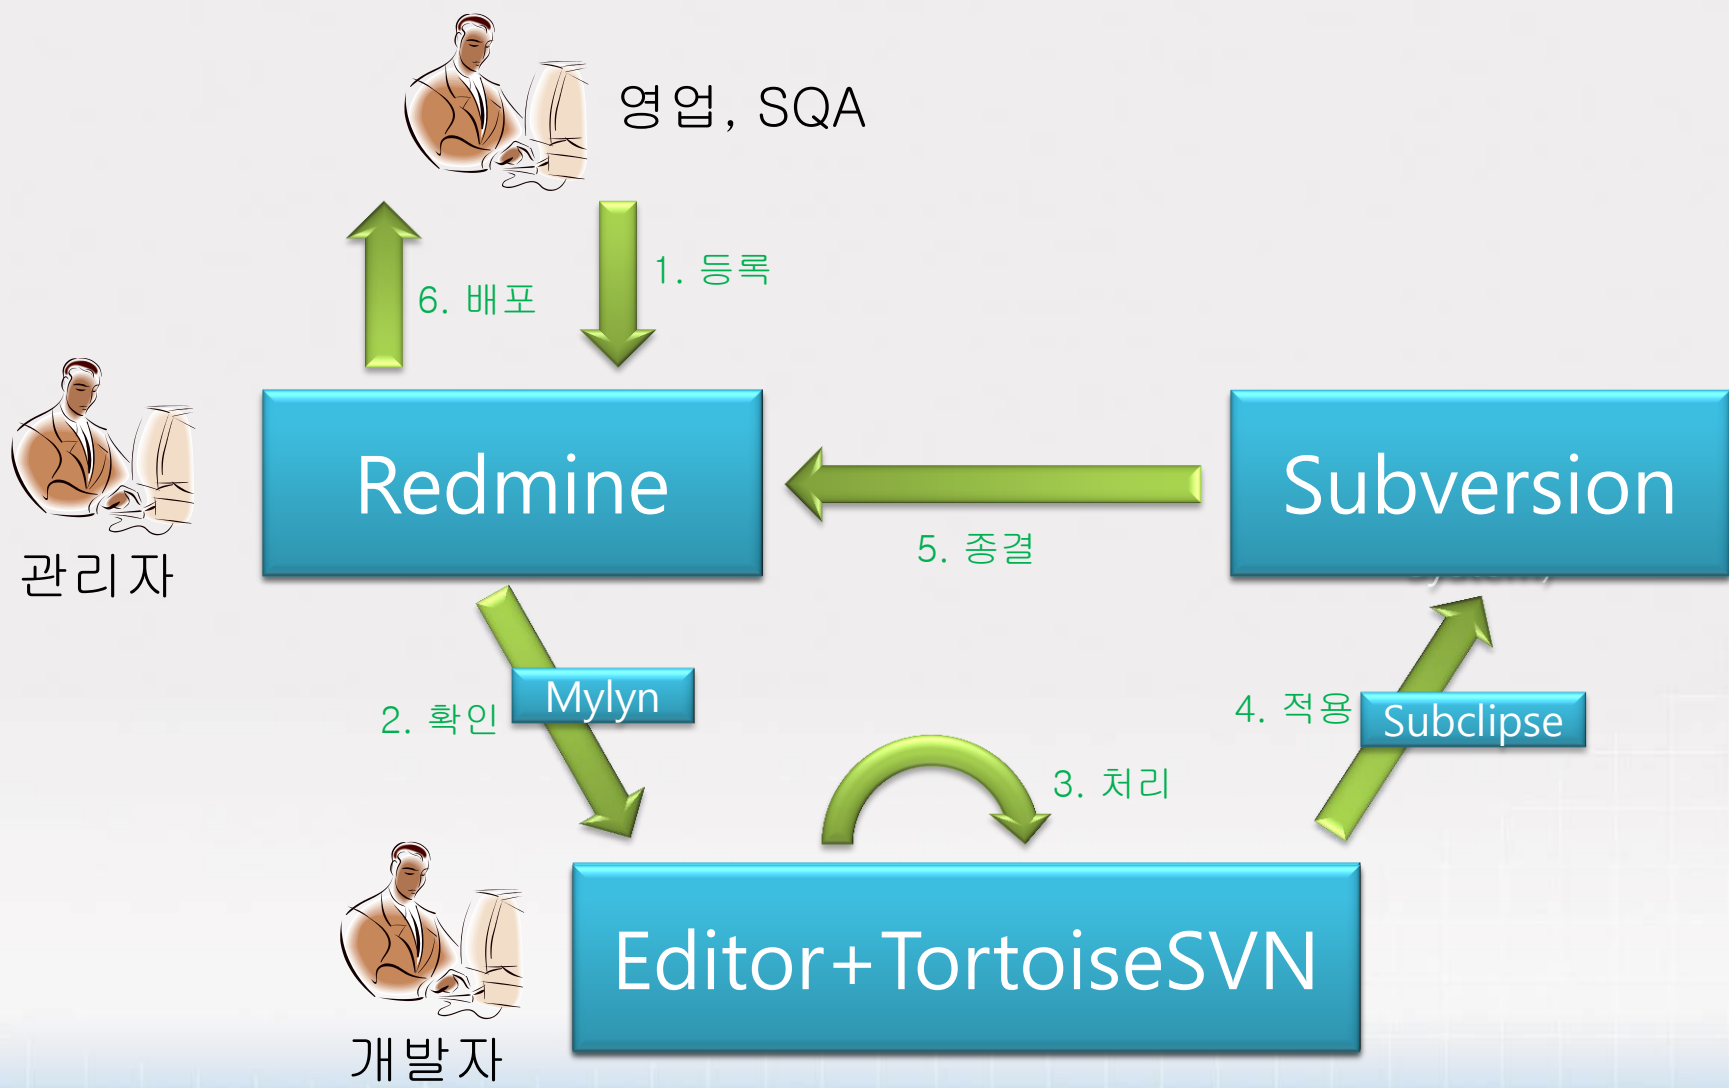 영업, SQA
1. 등록
6. 배포
Redmine
Subversion
관리자
5. 종결
2. 확인
Mylyn
4. 적용
Subclipse
3. 처리
Editor+TortoiseSVN
개발자